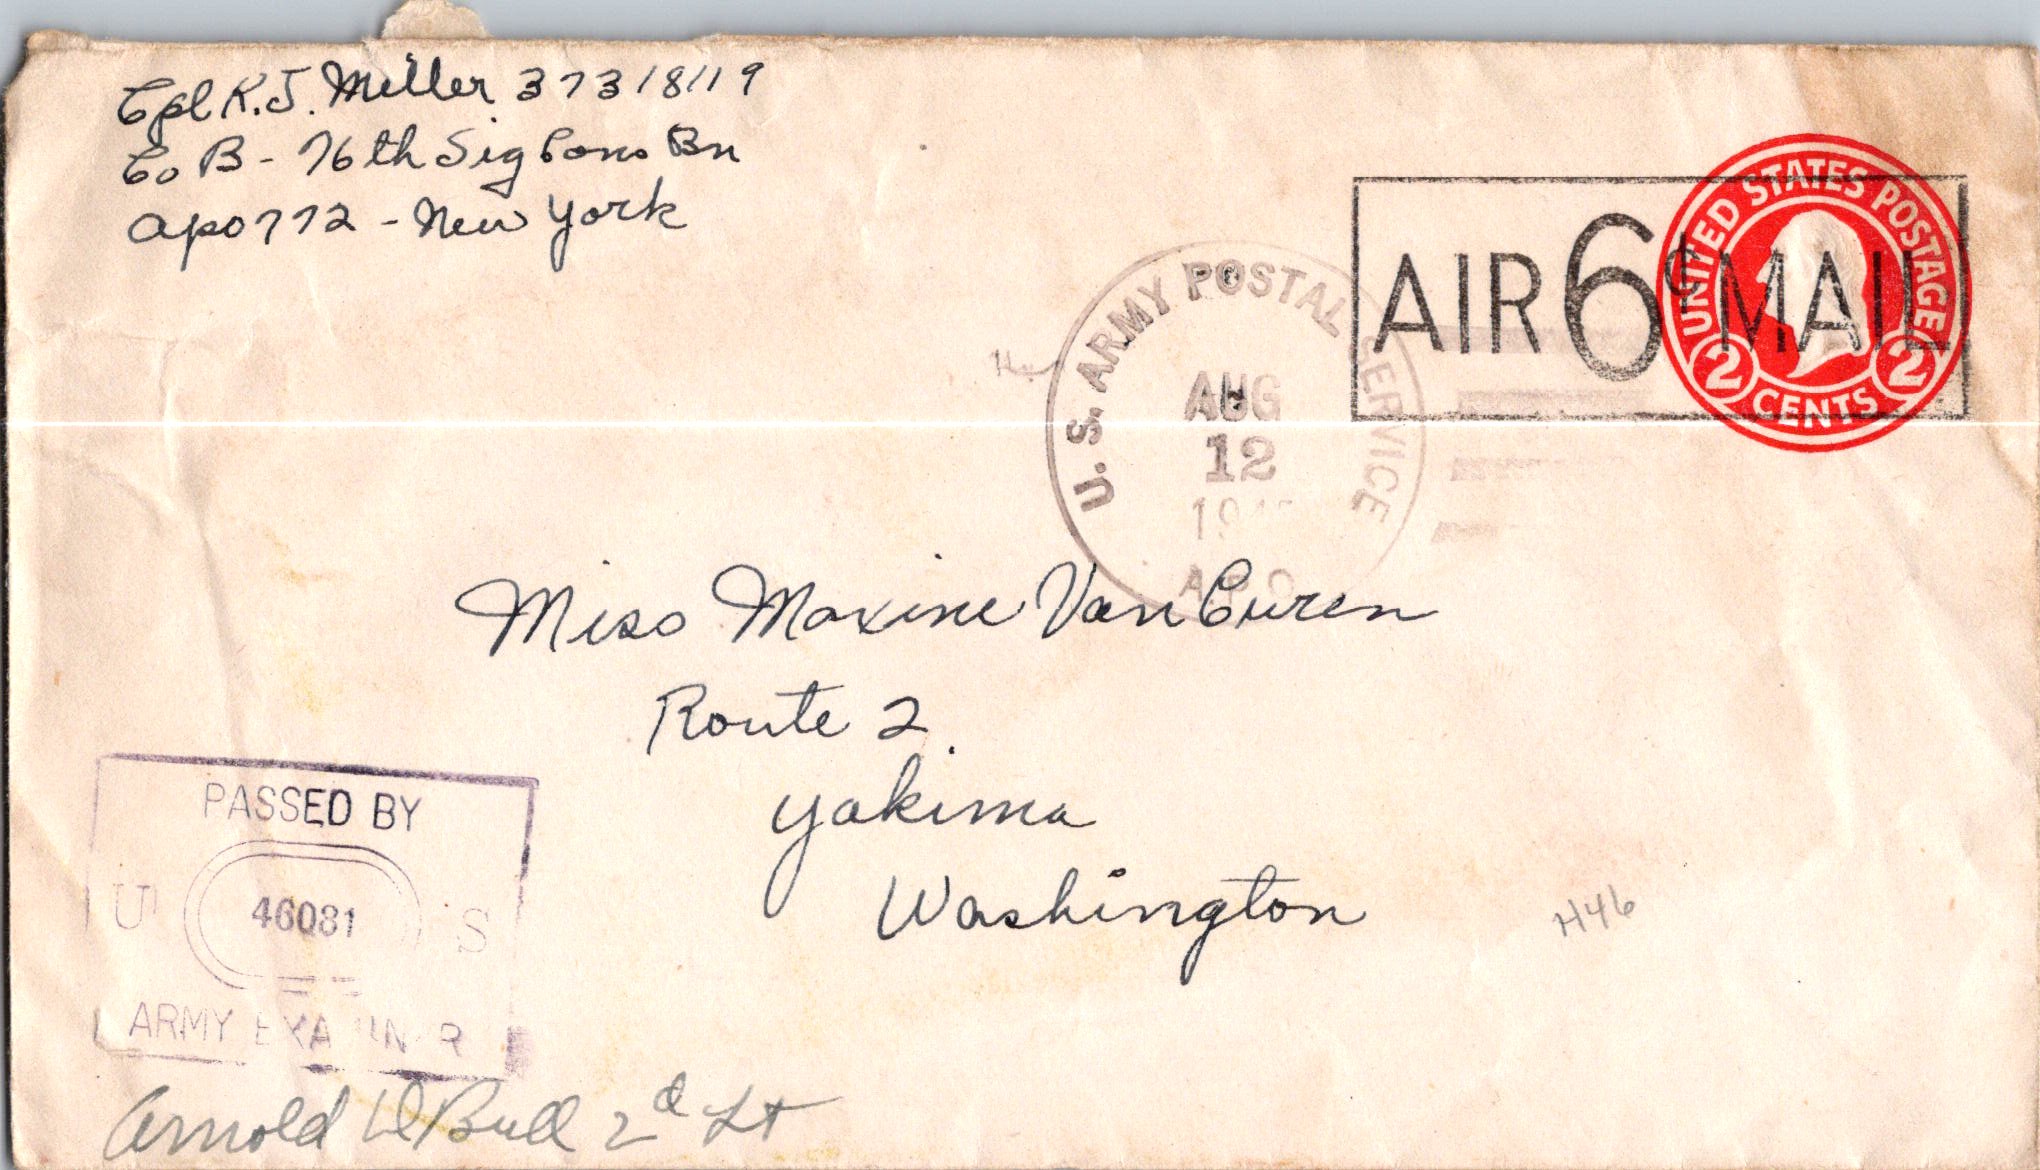 Cpl K. J. Miller 37318119
Co B - 76th Sig Cons Bn
Apo 772 - New York
UNITED STATES POSTAGE
2 CENTS 2
AIR 6¢ MAIL
U. S. ARMY POSTAL SERVICE
AUG
12
A.P.O.
Miss Maxine VanCuren
Route 2
Yakima
Washington
H46
PASSED BY
U 46081 S
ARMY EXAMINER
Arnold D Bull 2d Lt